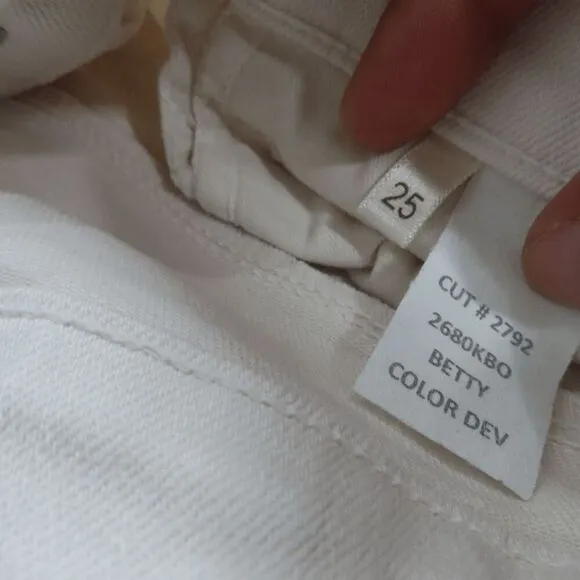 25
CUT # 2792
2680KBO
BETTY
COLOR DEV